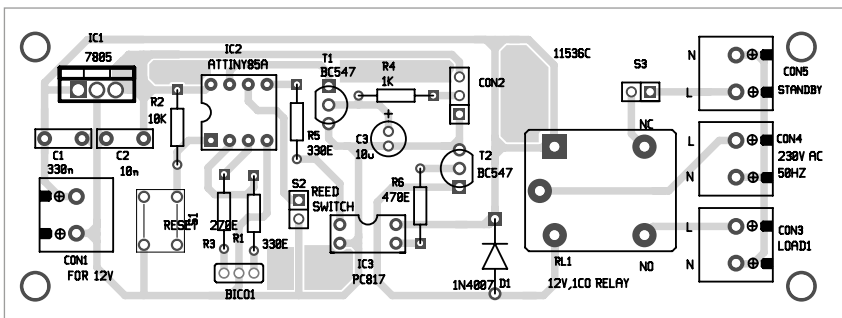 IC1
7805
IC2
ATTINY85A
T1
BC547
R4
1K
CON2
11536C
S3
N
L
CON5
STANDBY
R2
10K
R5
330E
+
C3
10u
T2
BC547
NC
L
N
CON4
230V AC
50HZ
C1
330n
C2
10n
S2
REED
SWITCH
R6
470E
RESET
S1
270E
R3
R1
330E
L
N
CON3
LOAD1
CON1
FOR 12V
BICO1
IC3
PC817
1N4007
D1
RL1
12V,1CO RELAY
NO